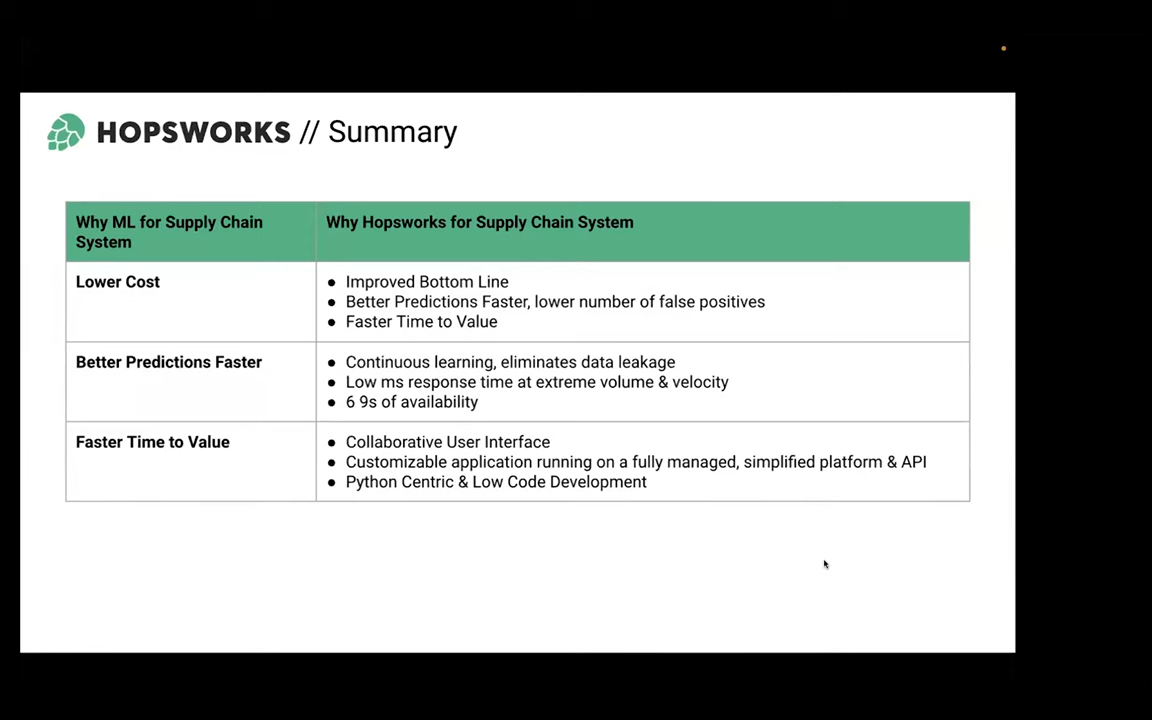 HOPSWORKS // Summary
Why ML for Supply Chain System
Why Hopsworks for Supply Chain System
Lower Cost
● Improved Bottom Line
● Better Predictions Faster, lower number of false positives
● Faster Time to Value
Better Predictions Faster
● Continuous learning, eliminates data leakage
● Low ms response time at extreme volume & velocity
● 6 9s of availability
Faster Time to Value
● Collaborative User Interface
● Customizable application running on a fully managed, simplified platform & API
● Python Centric & Low Code Development